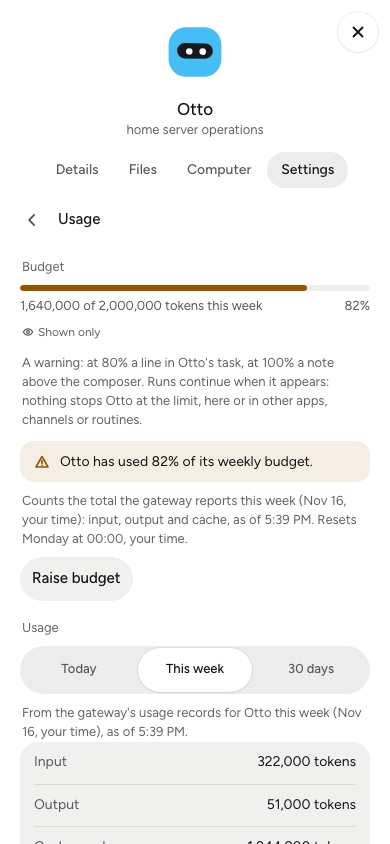 Otto
home server operations
Details Files Computer Settings
Usage
Budget
1,640,000 of 2,000,000 tokens this week 82%
Shown only
A warning: at 80% a line in Otto's task, at 100% a note
above the composer. Runs continue when it appears:
nothing stops Otto at the limit, here or in other apps,
channels or routines.
Otto has used 82% of its weekly budget.
Counts the total the gateway reports this week (Nov 16,
your time): input, output and cache, as of 5:39 PM. Resets
Monday at 00:00, your time.
Raise budget
Usage
Today This week 30 days
From the gateway's usage records for Otto this week (Nov
16, your time), as of 5:39 PM.
Input 322,000 tokens
Output 51,000 tokens